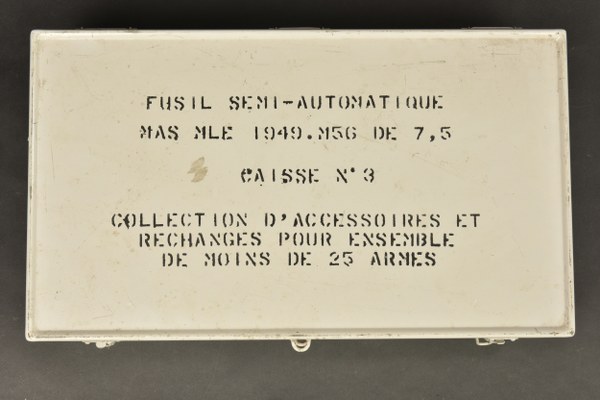 FUSIL SEMI-AUTOMATIQUE
MAS MLE 1949.M56 DE 7,5
CAISSE N°3
COLLECTION D'ACCESSOIRES ET
RECHANGES POUR ENSEMBLE
DE MOINS DE 25 ARMES